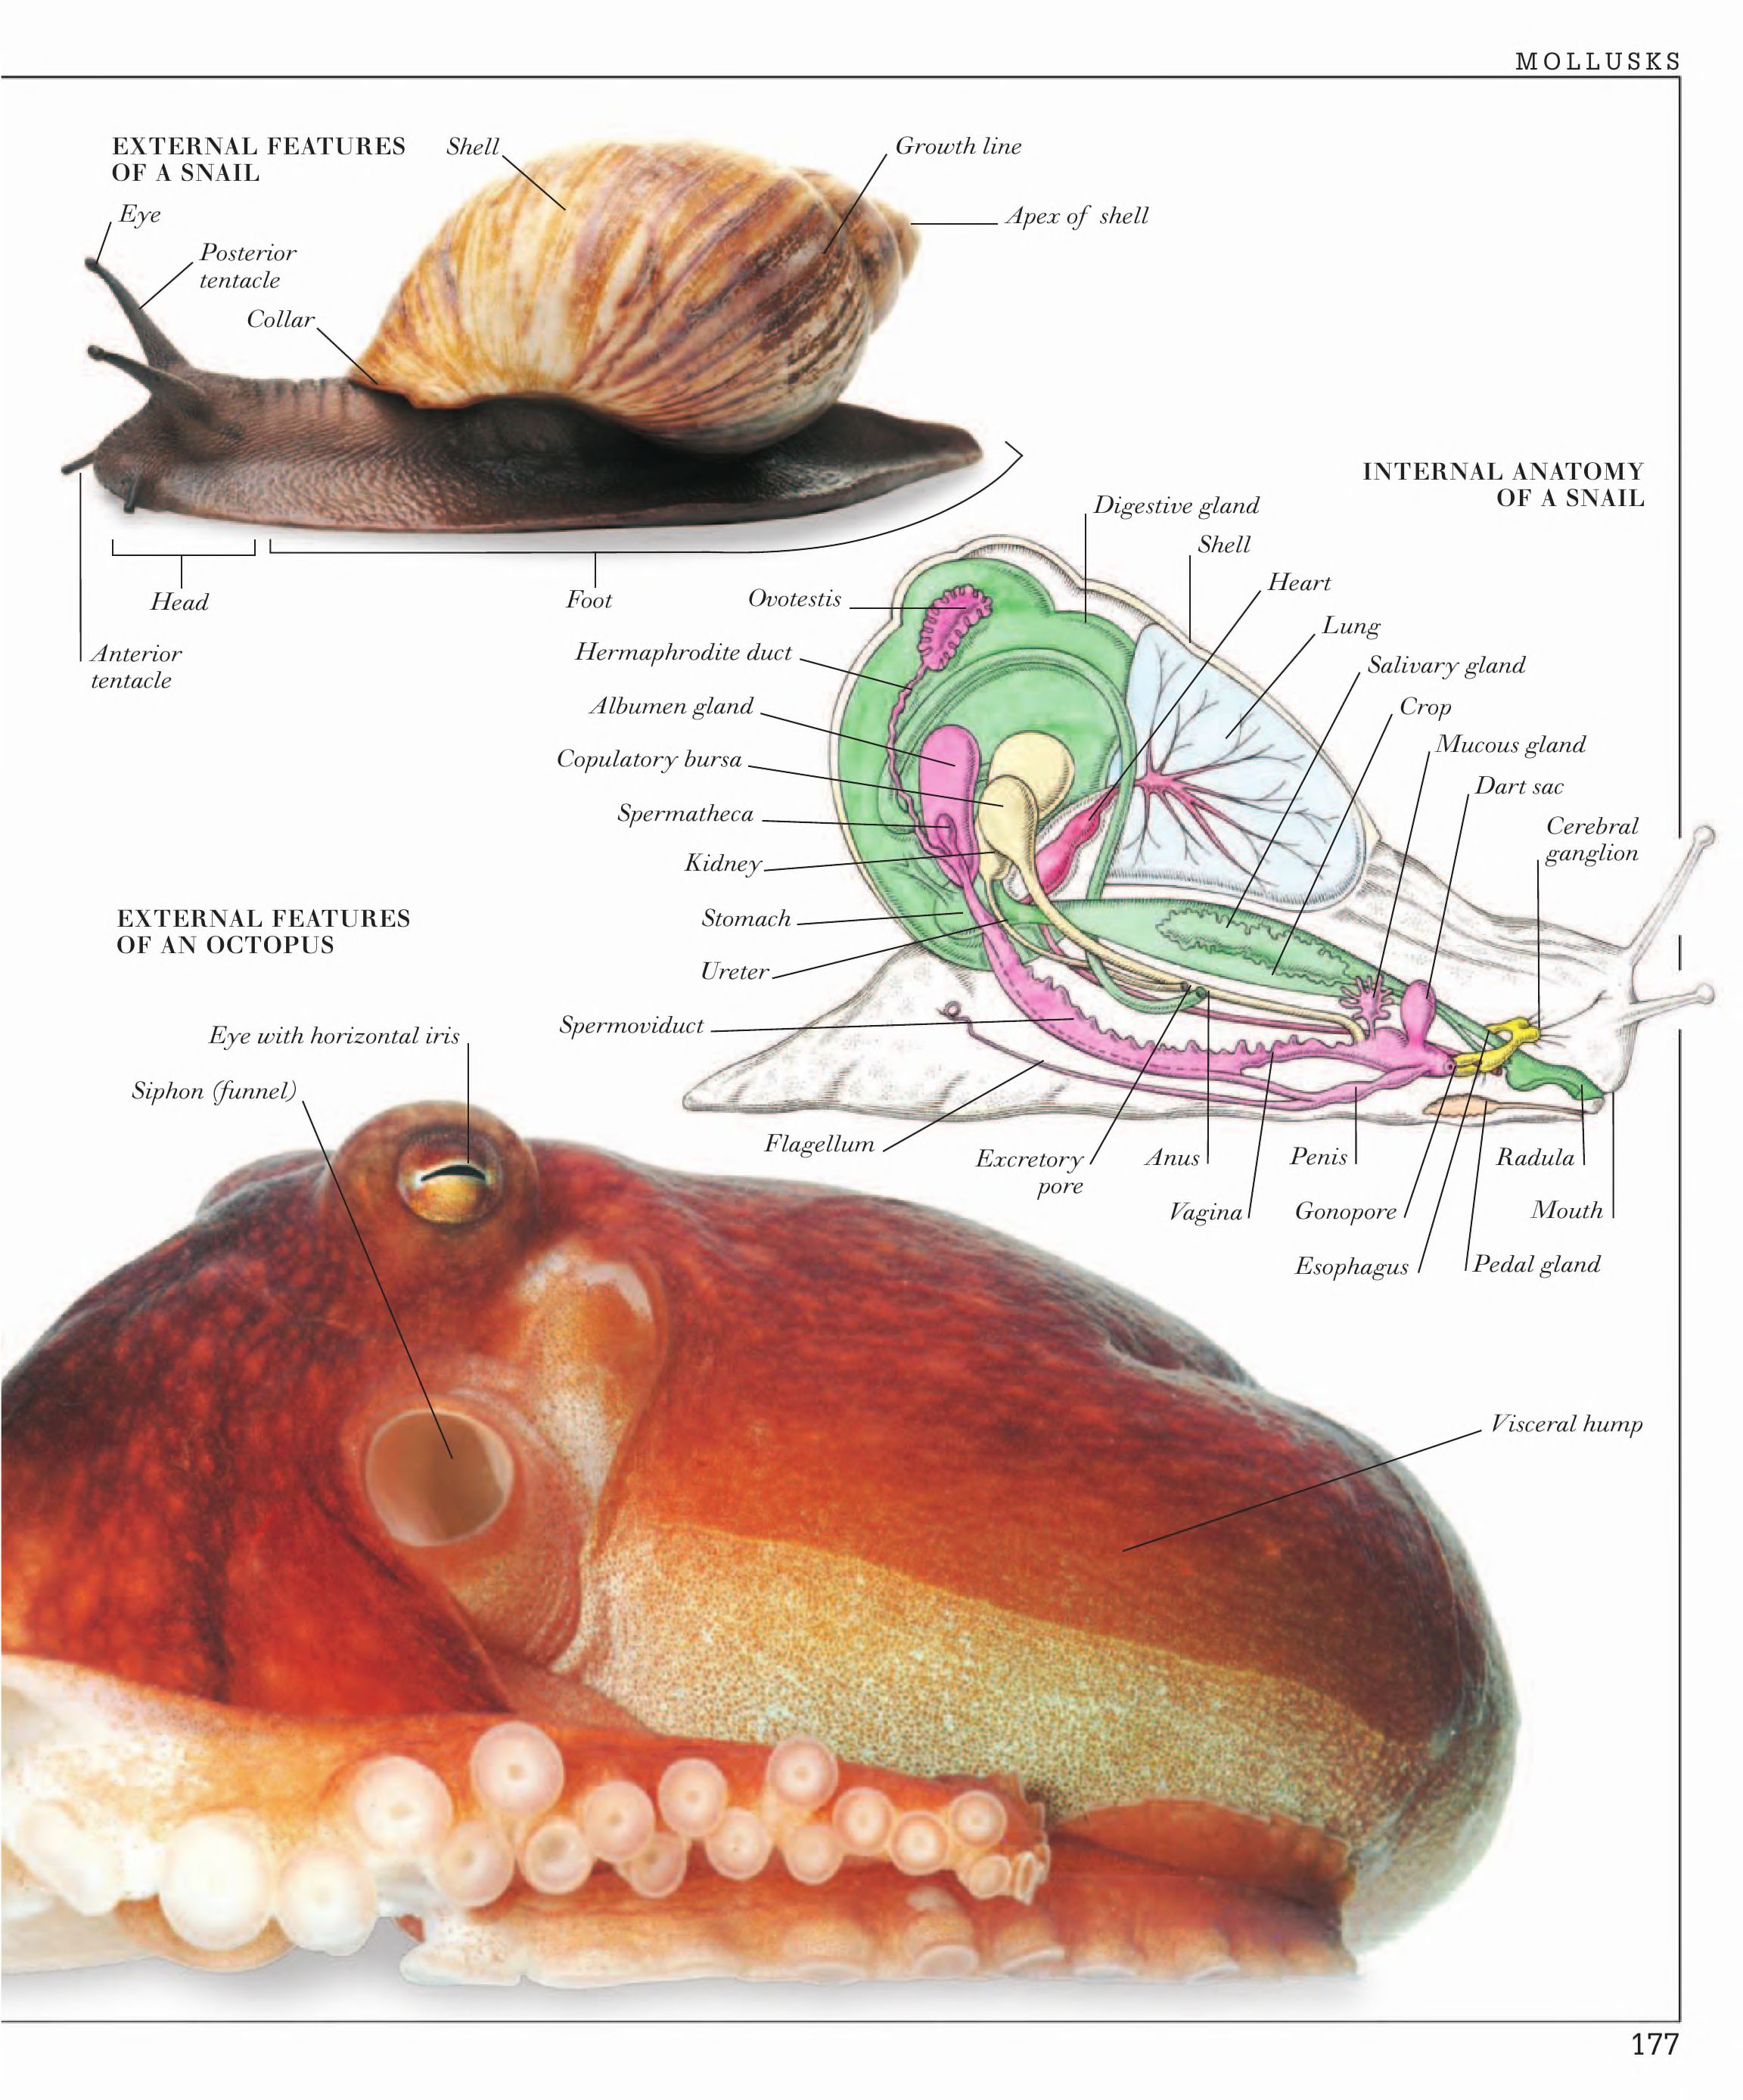 MOLLUSKS
EXTERNAL FEATURES
OF A SNAIL
Shell
Growth line
Eye
Apex of shell
Posterior
tentacle
Collar
Head
Foot
Anterior
tentacle
INTERNAL ANATOMY
OF A SNAIL
Digestive gland
Shell
Heart
Lung
Salivary gland
Crop
Mucous gland
Dart sac
Cerebral
ganglion
Ovotestis
Hermaphrodite duct
Albumen gland
Copulatory bursa
Spermatheca
Kidney
Stomach
Ureter
Spermoviduct
Flagellum
Excretory
pore
Anus
Vagina
Penis
Gonopore
Esophagus
Pedal gland
Radula
Mouth
EXTERNAL FEATURES
OF AN OCTOPUS
Eye with horizontal iris
Siphon (funnel)
Visceral hump
177